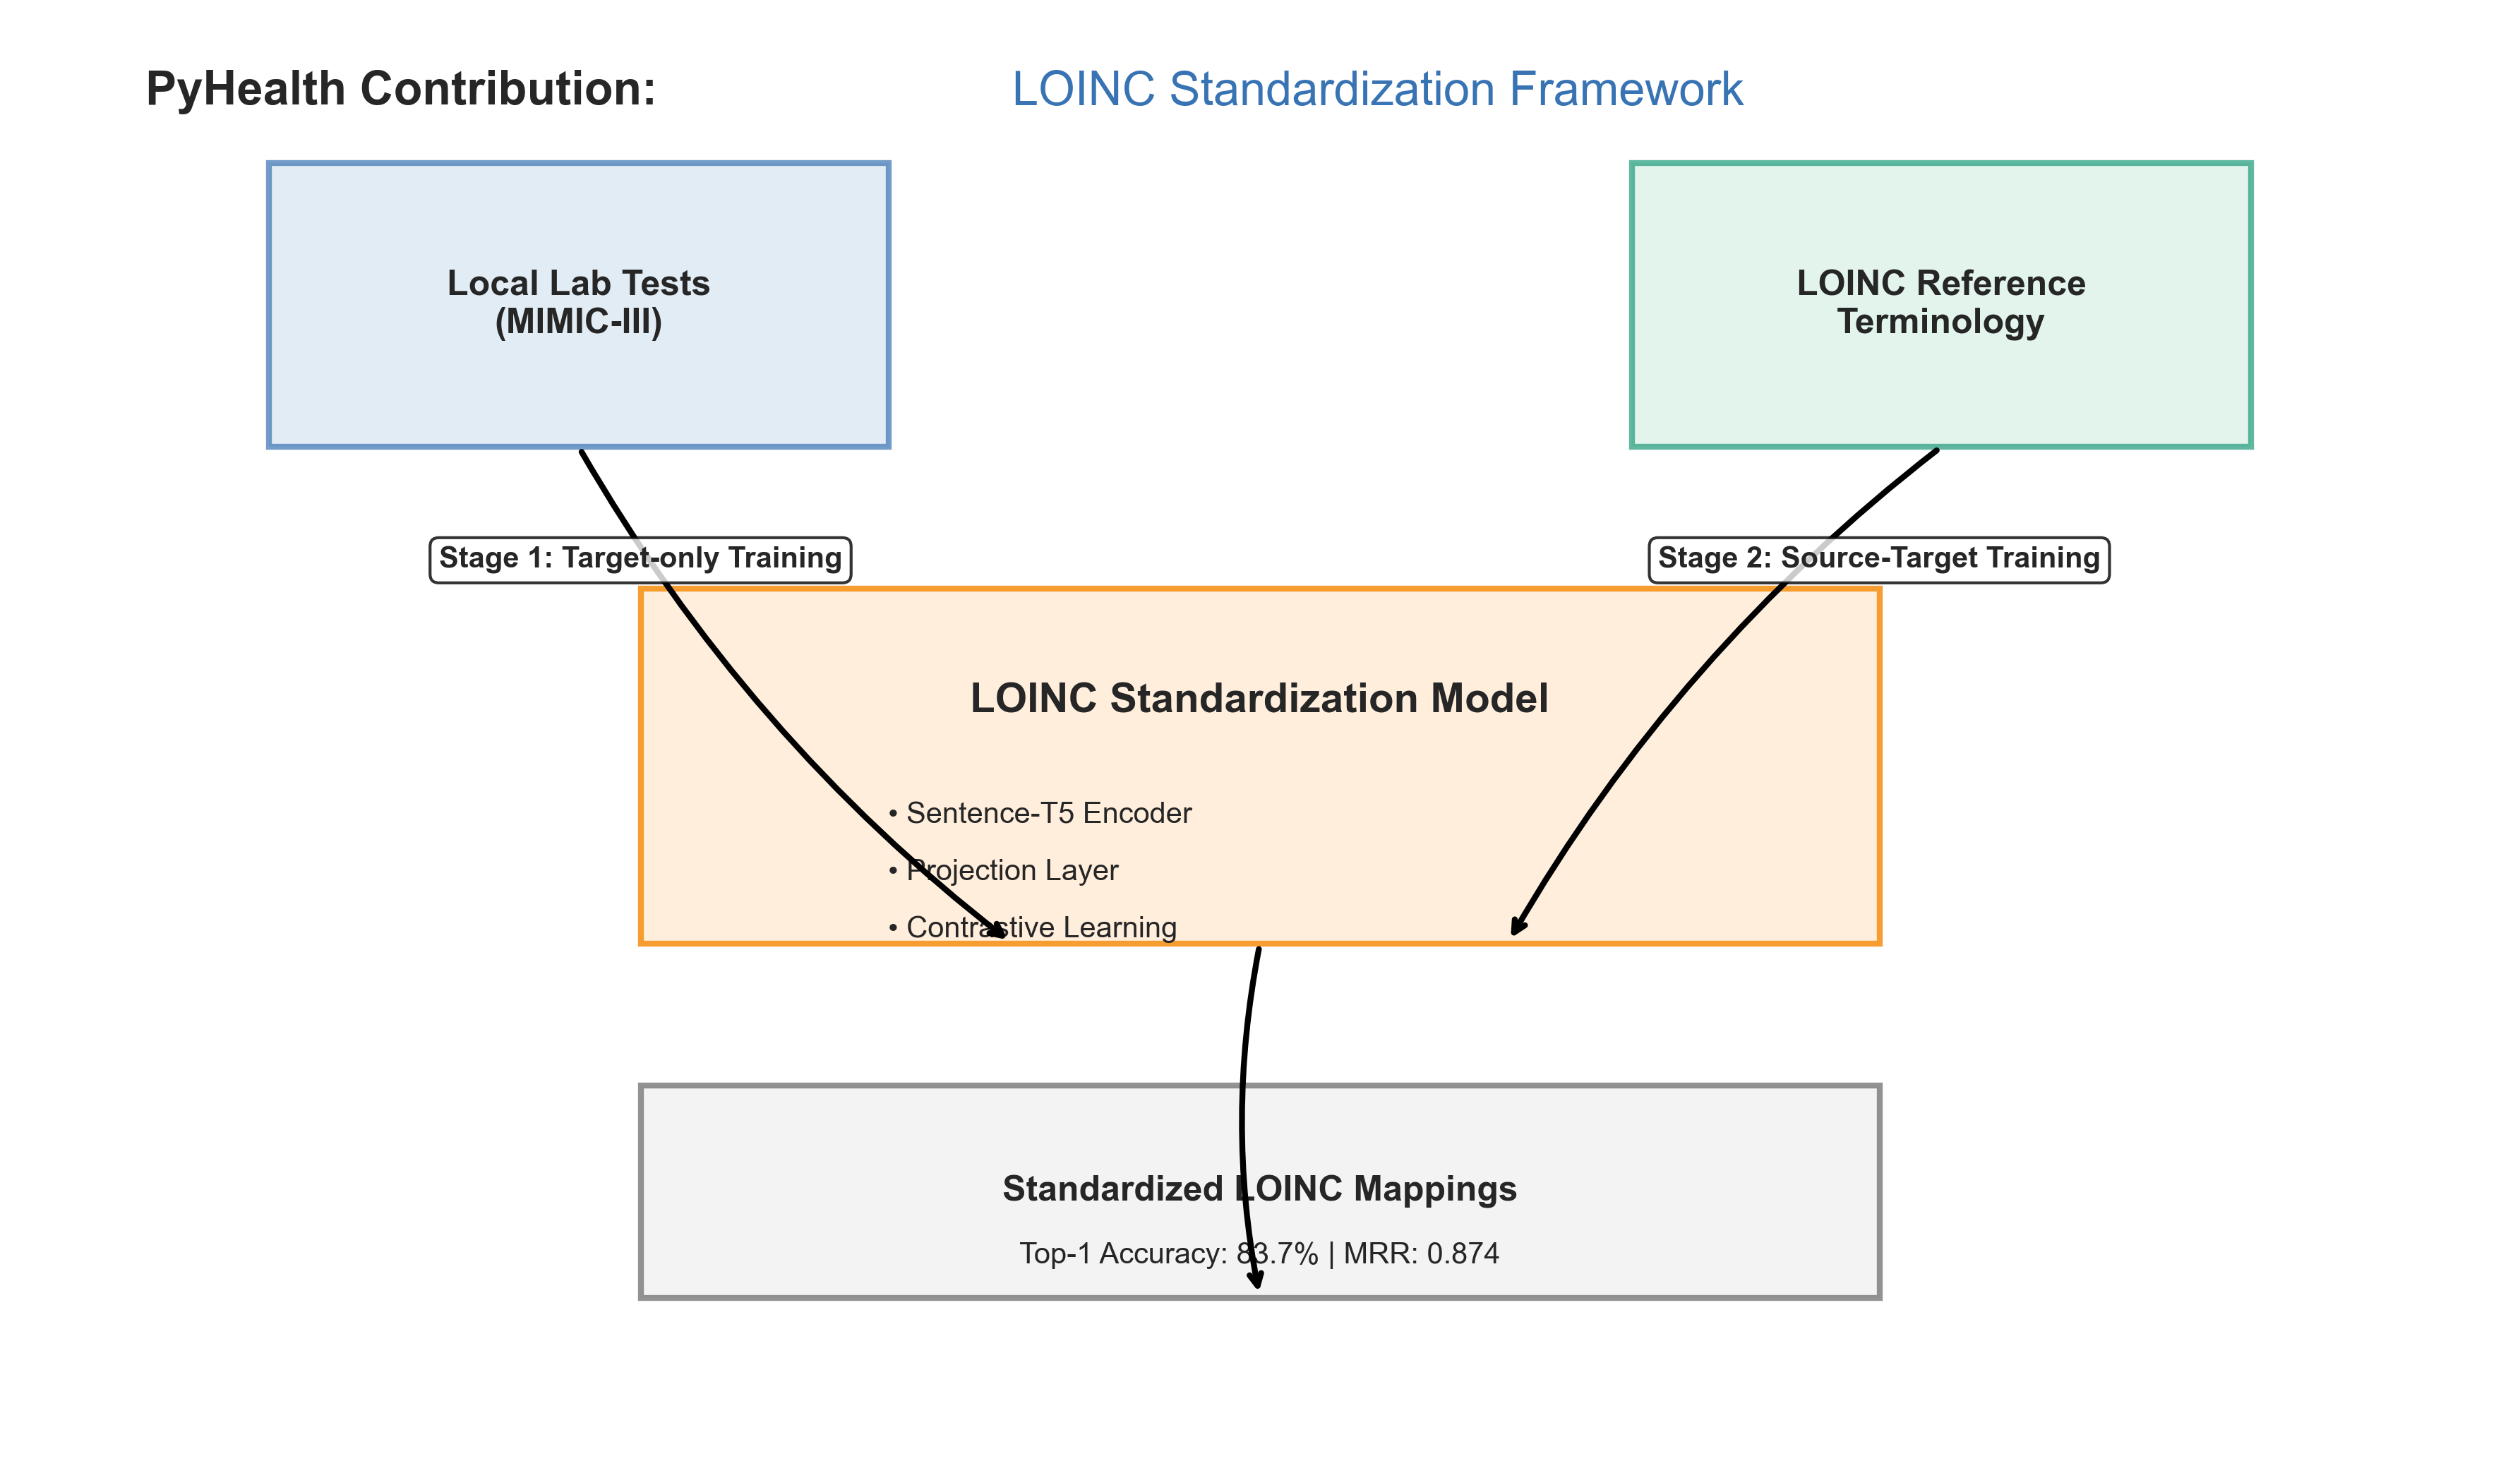 PyHealth Contribution: LOINC Standardization Framework
Local Lab Tests
(MIMIC-III)
LOINC Reference
Terminology
Stage 1: Target-only Training
Stage 2: Source-Target Training
LOINC Standardization Model
• Sentence-T5 Encoder
• Projection Layer
• Contrastive Learning
Standardized LOINC Mappings
Top-1 Accuracy: 83.7% | MRR: 0.874